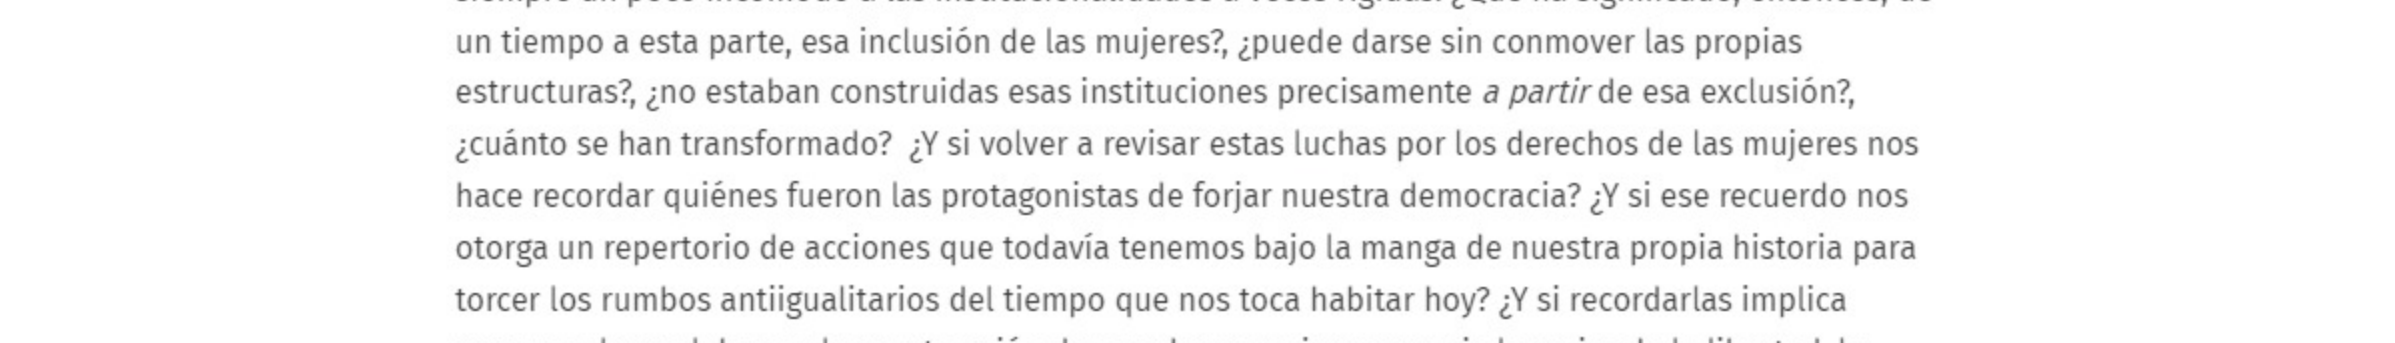 un tiempo a esta parte, esa inclusión de las mujeres?, ¿puede darse sin conmover las propias
estructuras?, ¿no estaban construidas esas instituciones precisamente a partir de esa exclusión?,
¿cuánto se han transformado?  ¿Y si volver a revisar estas luchas por los derechos de las mujeres nos
hace recordar quiénes fueron las protagonistas de forjar nuestra democracia? ¿Y si ese recuerdo nos
otorga un repertorio de acciones que todavía tenemos bajo la manga de nuestra propia historia para
torcer los rumbos antiigualitarios del tiempo que nos toca habitar hoy? ¿Y si recordarlas implica